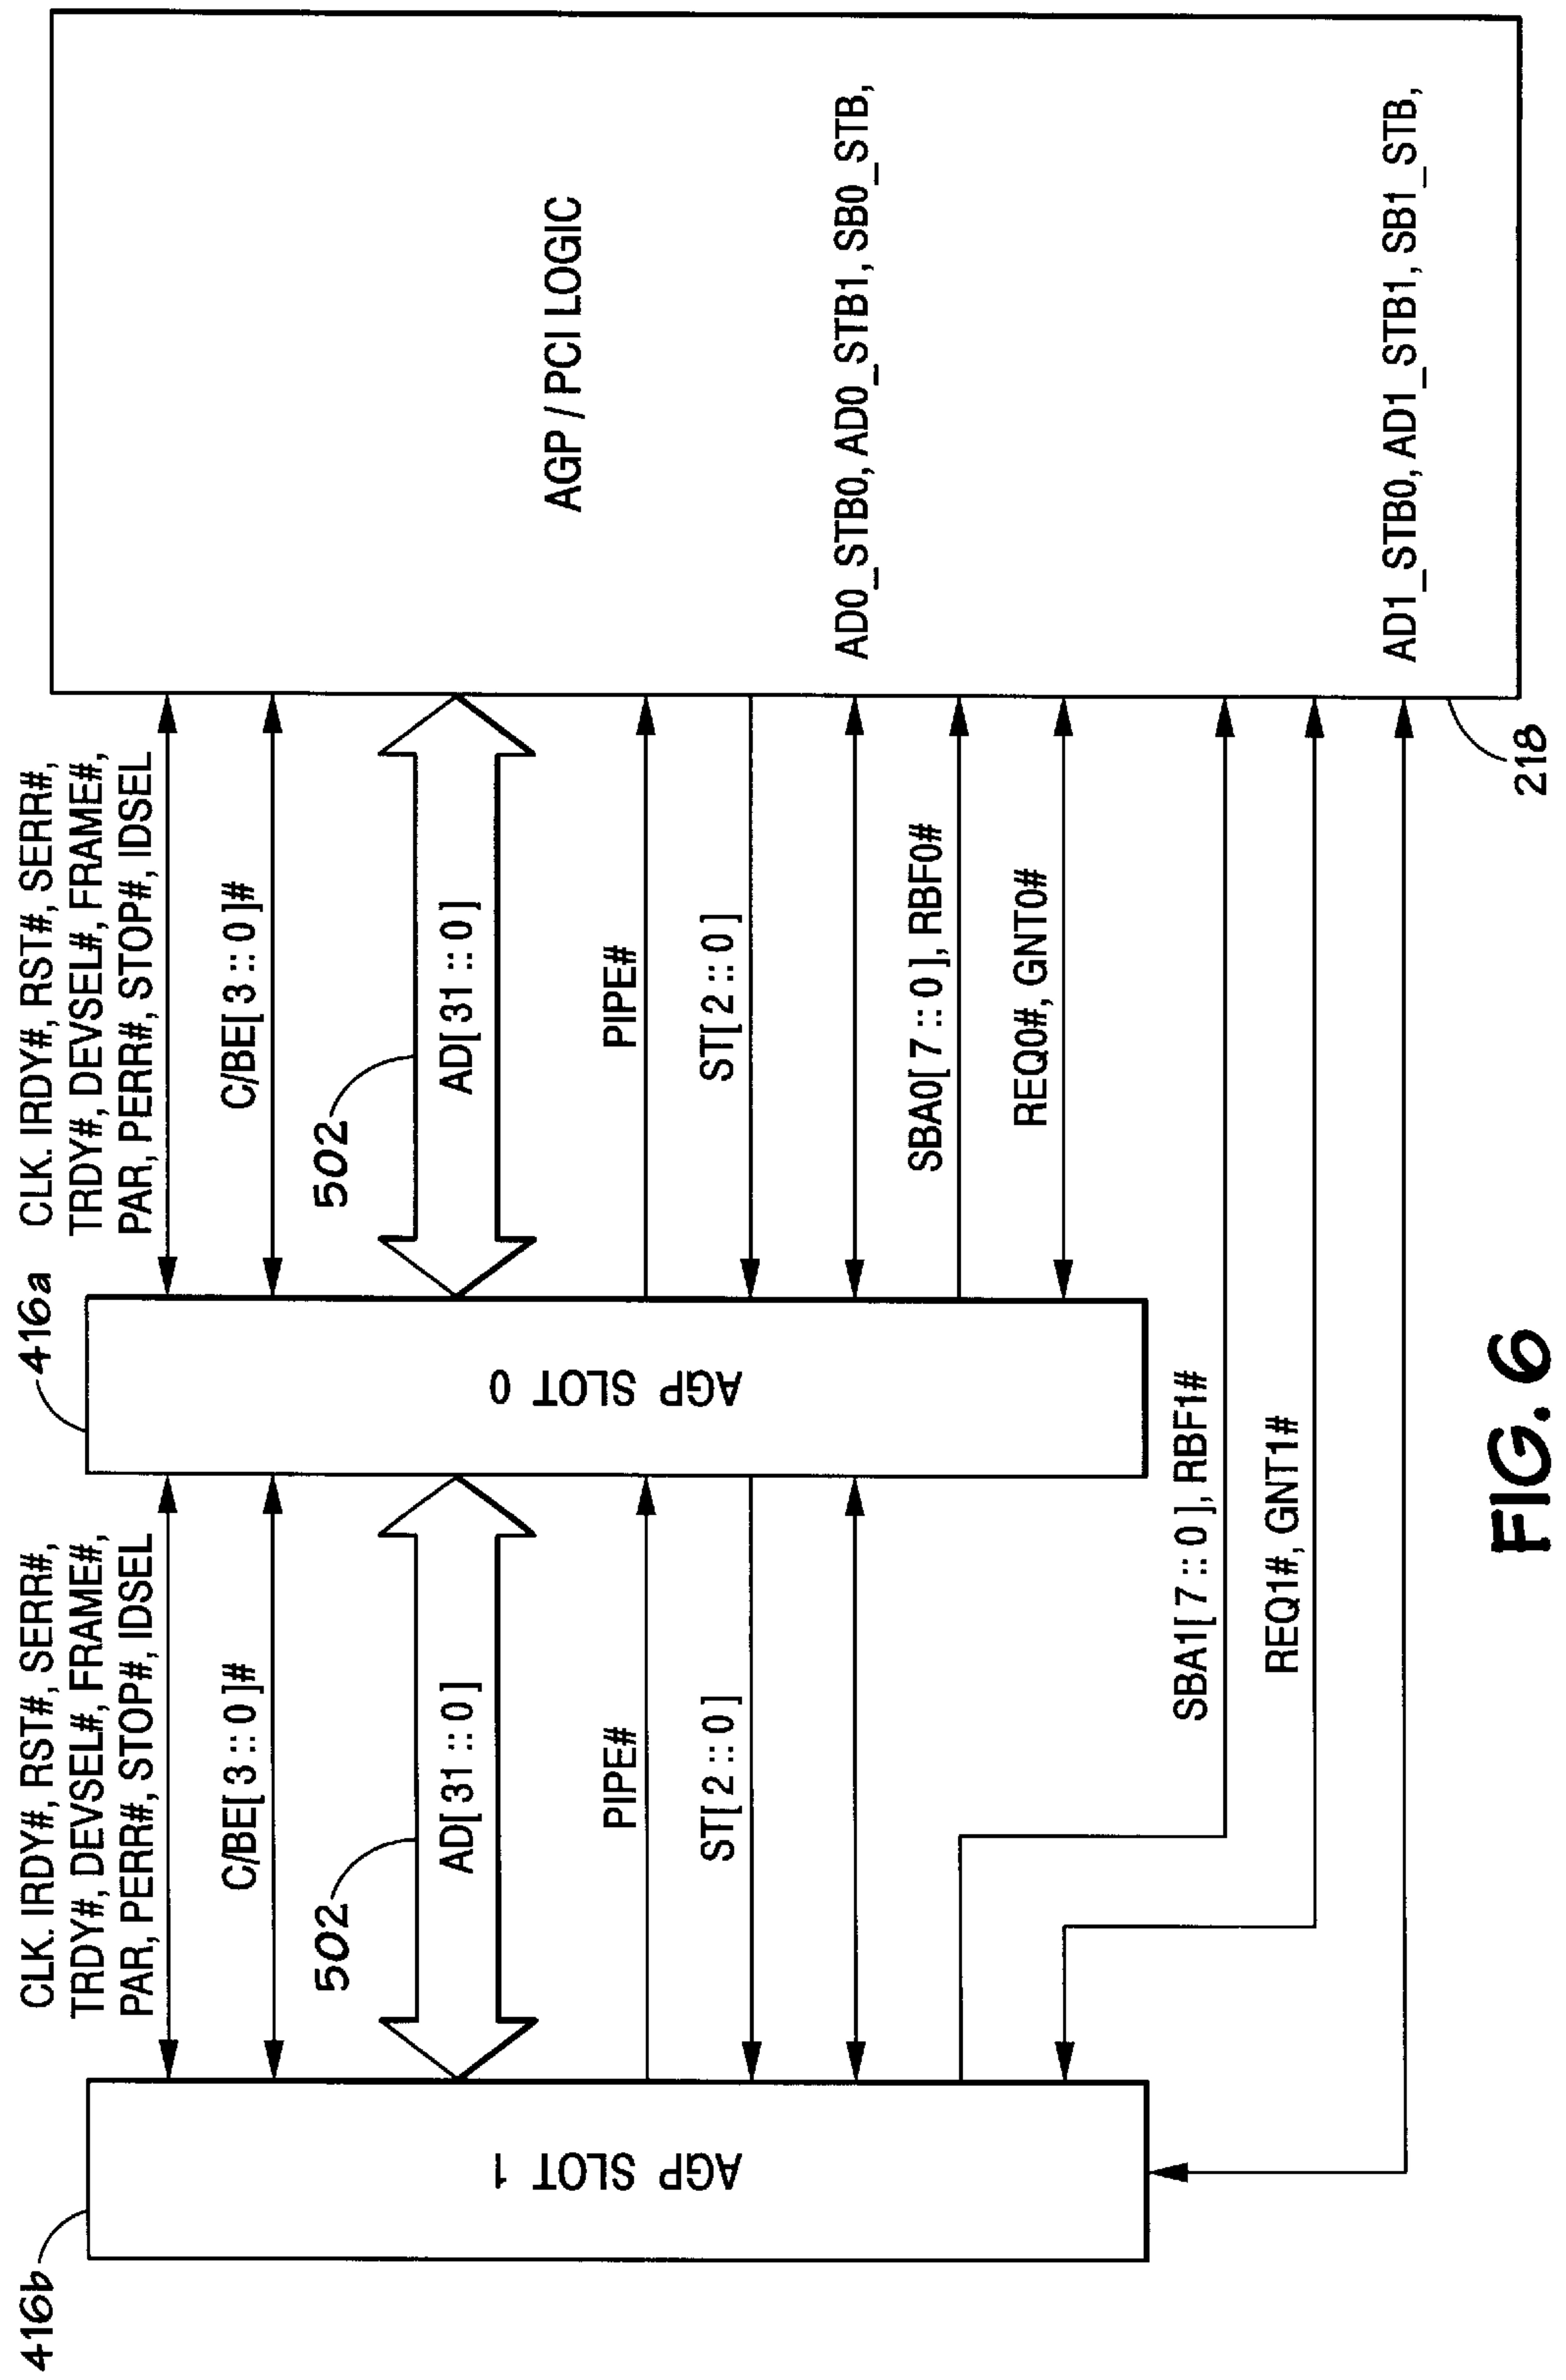 416b
416a
CLK. IRDY#, RST#, SERR#,
TRDY#, DEVSEL#, FRAME#,
PAR, PERR#, STOP#, IDSEL
CLK. IRDY#, RST#, SERR#,
TRDY#, DEVSEL#, FRAME#,
PAR, PERR#, STOP#, IDSEL
C/BE[ 3 :: 0 ]#
C/BE[ 3 :: 0 ]#
502
502
AD[ 31 :: 0 ]
AD[ 31 :: 0 ]
AGP SLOT 1
AGP SLOT 0
AGP / PCI LOGIC
PIPE#
PIPE#
ST[ 2 :: 0 ]
ST[ 2 :: 0 ]
AD0_STB0, AD0_STB1, SB0_STB,
SBA0[ 7 :: 0 ], RBF0#
REQ0#, GNT0#
SBA1[ 7 :: 0 ], RBF1#
REQ1#, GNT1#
AD1_STB0, AD1_STB1, SB1_STB,
218
FIG. 6